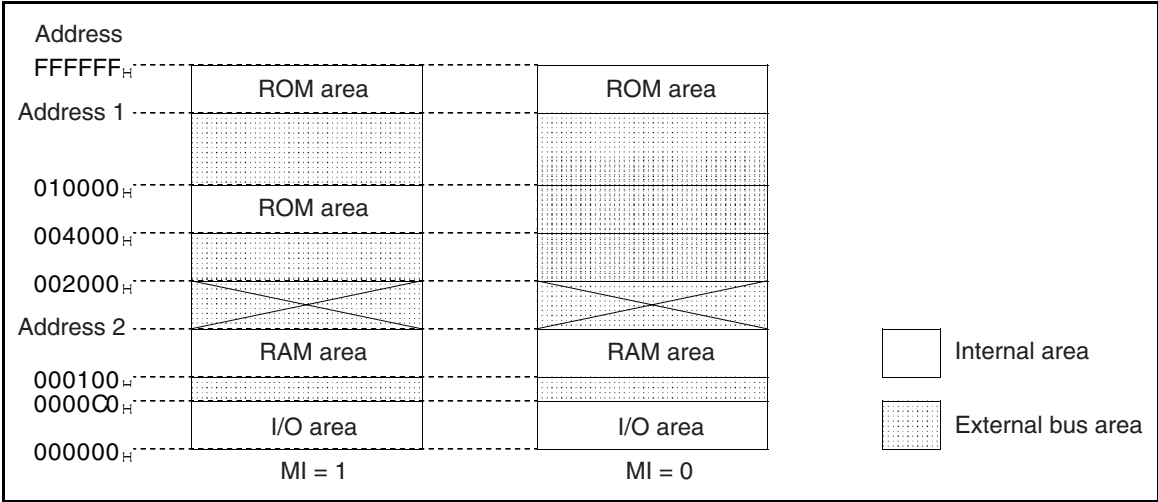 Address
FFFFFFH
ROM area
ROM area
Address 1
010000H
ROM area
004000H
002000H
Address 2
RAM area
RAM area
Internal area
000100H
0000C0H
External bus area
I/O area
I/O area
000000H
MI = 1
MI = 0